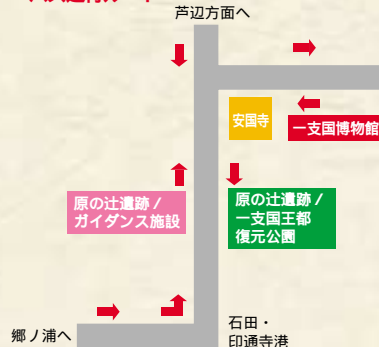 芦辺方面へ
安国寺
一支国博物館
原の辻遺跡 /
ガイダンス施設
原の辻遺跡 /
一支国王都
復元公園
郷ノ浦へ
石田・
印通寺港